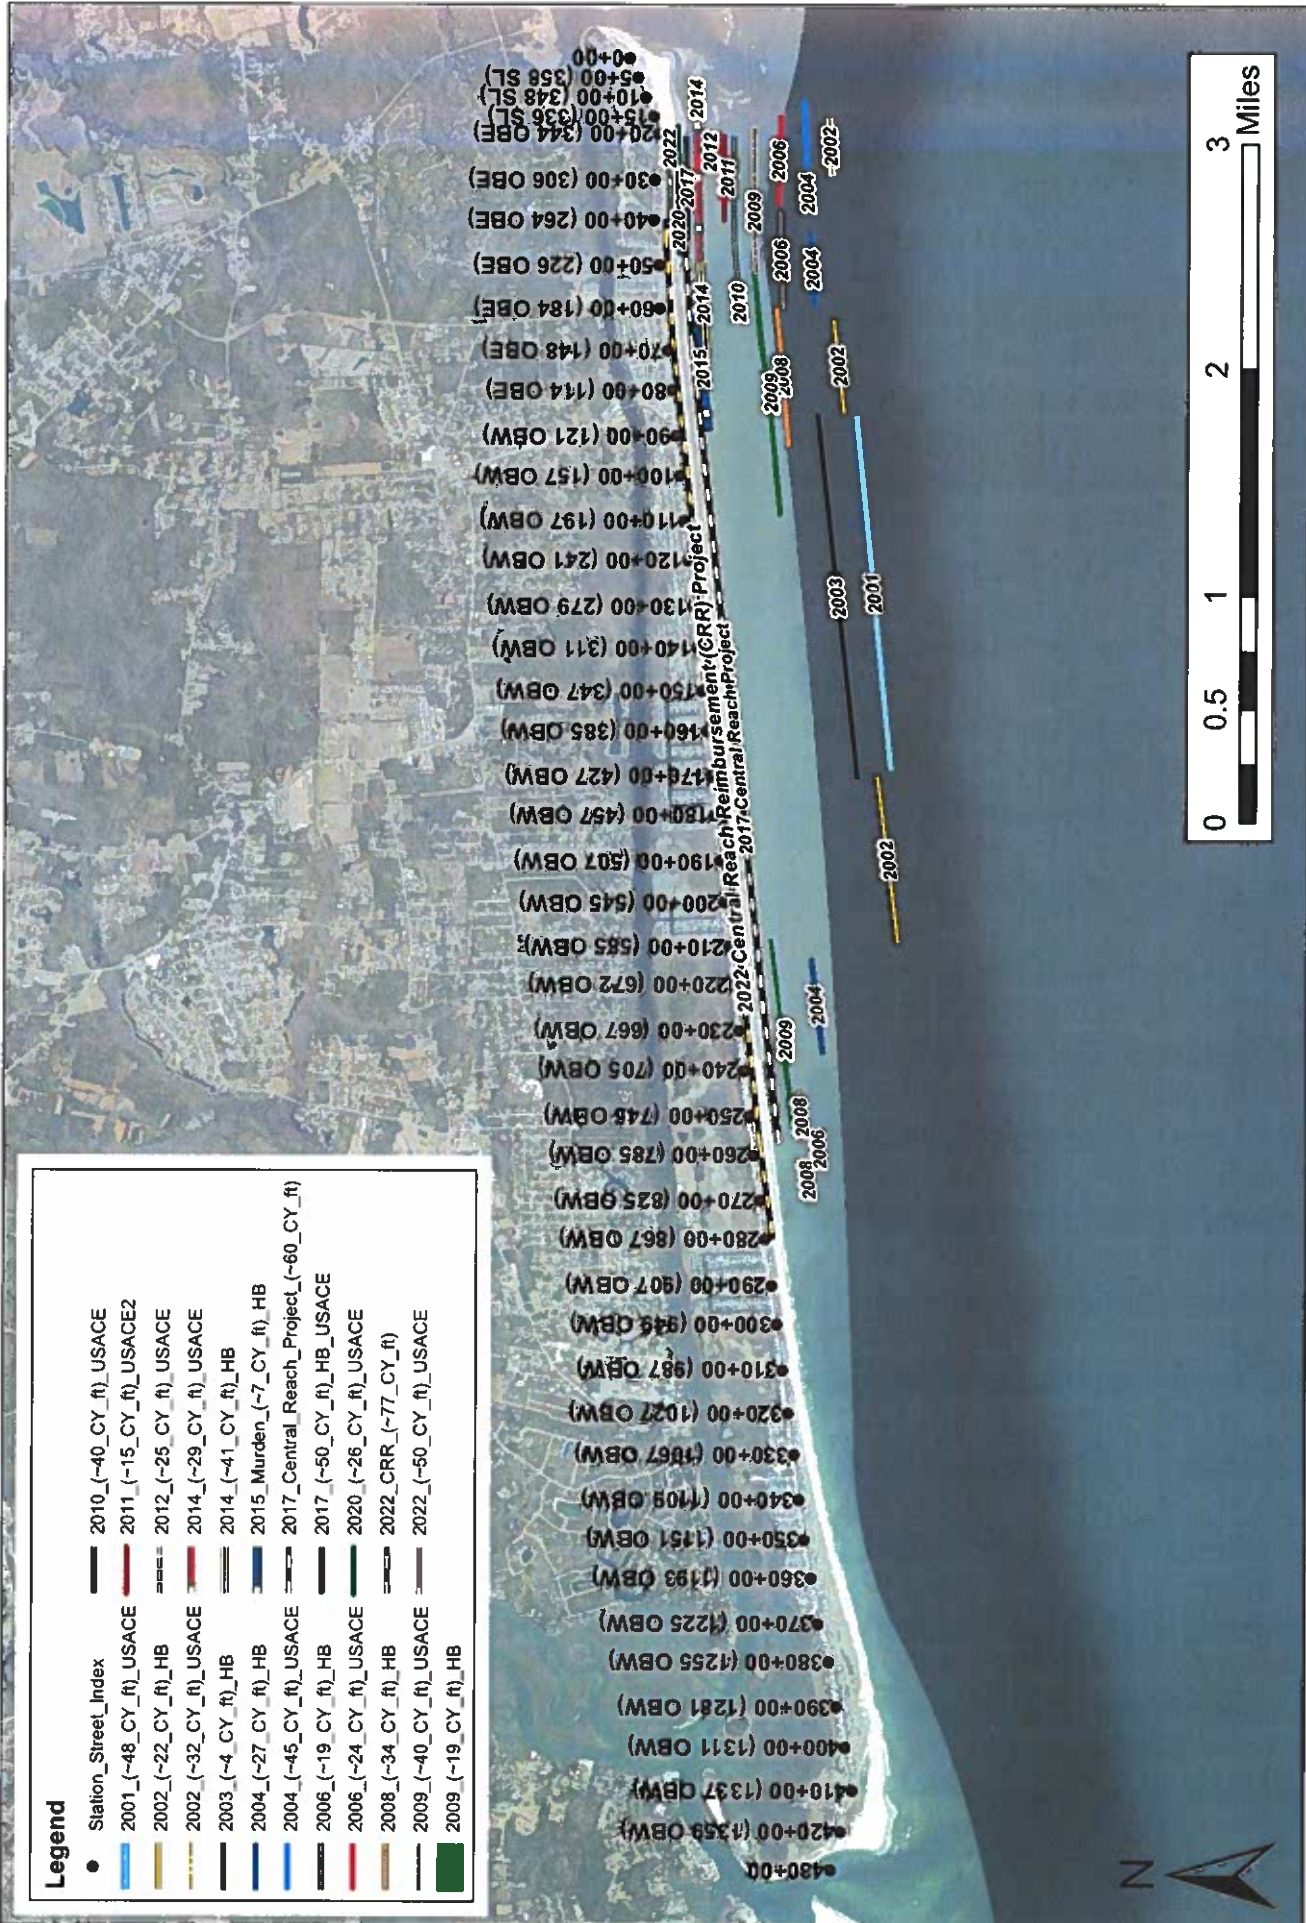 Legend
Station_Street_Index
2001_(~48_CY_ft)_USACE
2002_(~22_CY_ft)_HB
2002_(~32_CY_ft)_USACE
2003_(~4_CY_ft)_HB
2004_(~27_CY_ft)_HB
2004_(~45_CY_ft)_USACE
2006_(~19_CY_ft)_HB
2006_(~24_CY_ft)_USACE
2008_(~34_CY_ft)_HB
2009_(~40_CY_ft)_USACE
2009_(~19_CY_ft)_HB
2010_(~40_CY_ft)_USACE
2011_(~15_CY_ft)_USACE2
2012_(~25_CY_ft)_USACE
2014_(~29_CY_ft)_USACE
2014_(~41_CY_ft)_HB
2015_Murden_(~7_CY_ft)_HB
2017_Central_Reach_Project_(~60_CY_ft)
2017_(~50_CY_ft)_HB_USACE
2020_(~26_CY_ft)_USACE
2022_CRR_(~77_CY_ft)
2022_(~50_CY_ft)_USACE
430+00
420+00 (1359 OBW)
410+00 (1337 OBW)
400+00 (1311 OBW)
390+00 (1281 OBW)
380+00 (1255 OBW)
370+00 (1225 OBW)
360+00 (1193 OBW)
350+00 (1151 OBW)
340+00 (1109 OBW)
330+00 (1067 OBW)
320+00 (1027 OBW)
310+00 (987 OBW)
300+00 (949 OBW)
290+00 (907 OBW)
280+00 (867 OBW)
270+00 (825 OBW)
260+00 (785 OBW)
250+00 (745 OBW)
240+00 (705 OBW)
230+00 (667 OBW)
220+00 (672 OBW)
210+00 (585 OBW)
200+00 (545 OBW)
190+00 (507 OBW)
180+00 (457 OBW)
170+00 (427 OBW)
160+00 (385 OBW)
150+00 (347 OBW)
140+00 (311 OBW)
130+00 (279 OBW)
120+00 (241 OBW)
110+00 (197 OBW)
100+00 (157 OBW)
90+00 (121 OBW)
80+00 (114 OBE)
70+00 (148 OBE)
60+00 (184 OBE)
50+00 (226 OBE)
40+00 (264 OBE)
30+00 (306 OBE)
20+00 (344 OBE)
15+00 (336 SL)
10+00 (348 SL)
5+00 (358 SL)
0+00
2022 Central Reach Reimbursement (CRR) Project
2017 Central Reach Project
2022
2020
2017
2014
2014
2012
2015
2011
2010
2009
2009
2009
2008
2008
2008
2006
2006
2006
2004
2004
2004
2003
2002
2002
2002
2001
N
0 0.5 1 2 3
Miles